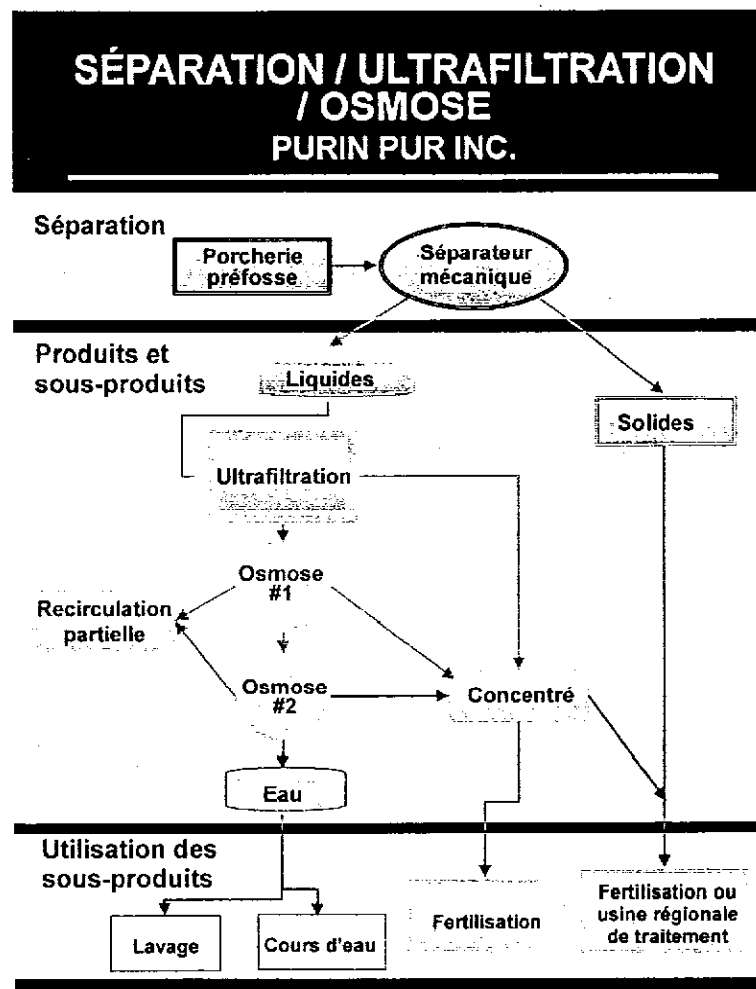 SÉPARATION / ULTRAFILTRATION
/ OSMOSE
PURIN PUR INC.
Séparation
Porcherie
préfosse
Séparateur
mécanique
Produits et
sous-produits
Liquides
Solides
Ultrafiltration
Osmose
#1
Recirculation
partielle
Osmose
#2
Concentré
Eau
Utilisation des
sous-produits
Lavage
Cours d'eau
Fertilisation
Fertilisation ou
usine régionale
de traitement